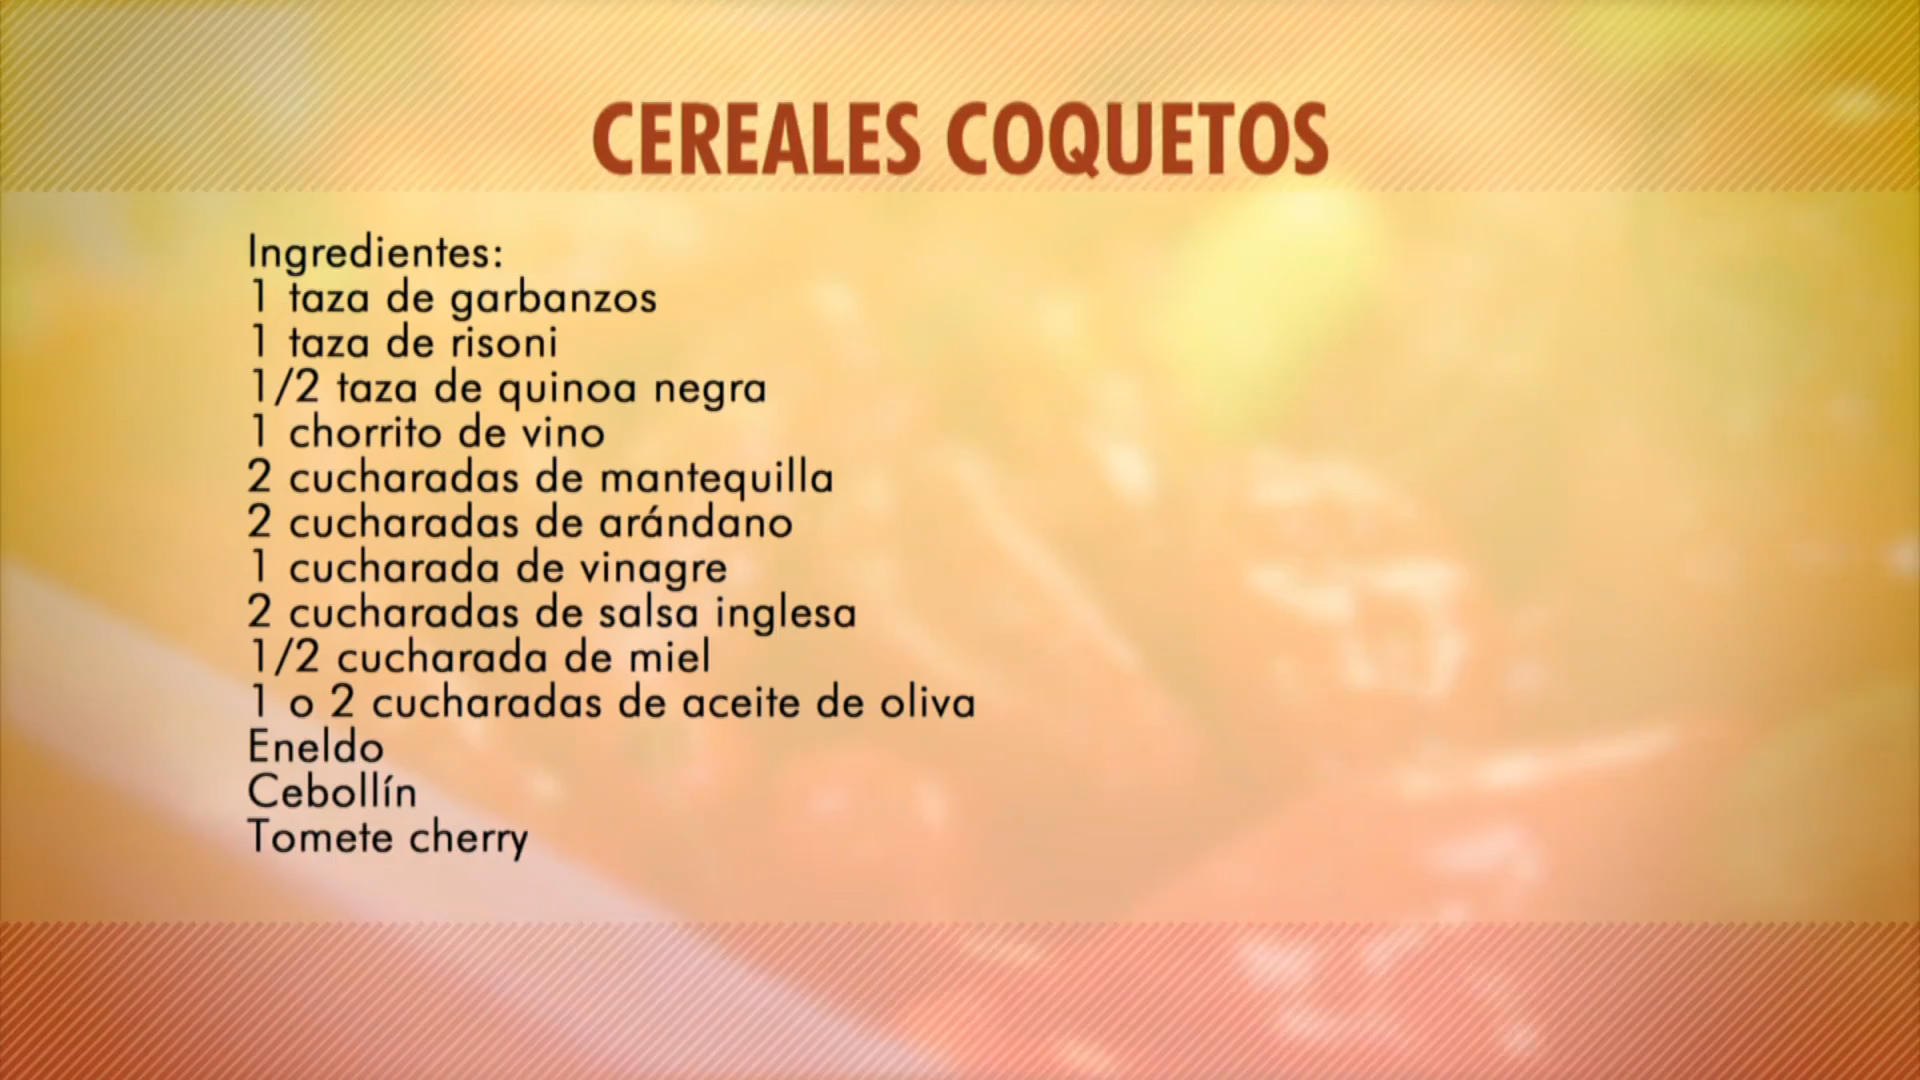 CEREALES COQUETOS
Ingredientes:
1 taza de garbanzos
1 taza de risoni
1/2 taza de quinoa negra
1 chorrito de vino
2 cucharadas de mantequilla
2 cucharadas de arándano
1 cucharada de vinagre
2 cucharadas de salsa inglesa
1/2 cucharada de miel
1 o 2 cucharadas de aceite de oliva
Eneldo
Cebollín
Tomete cherry